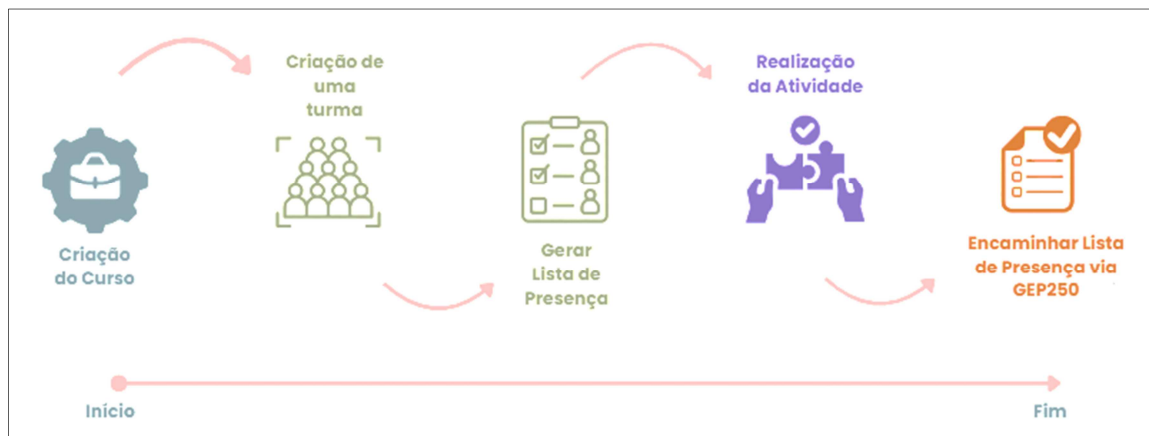 Criação
do Curso
Criação de
uma
turma
Gerar
Lista de
Presença
Realização
da Atividade
Encaminhar Lista
de Presença via
GEP250
Início
Fim